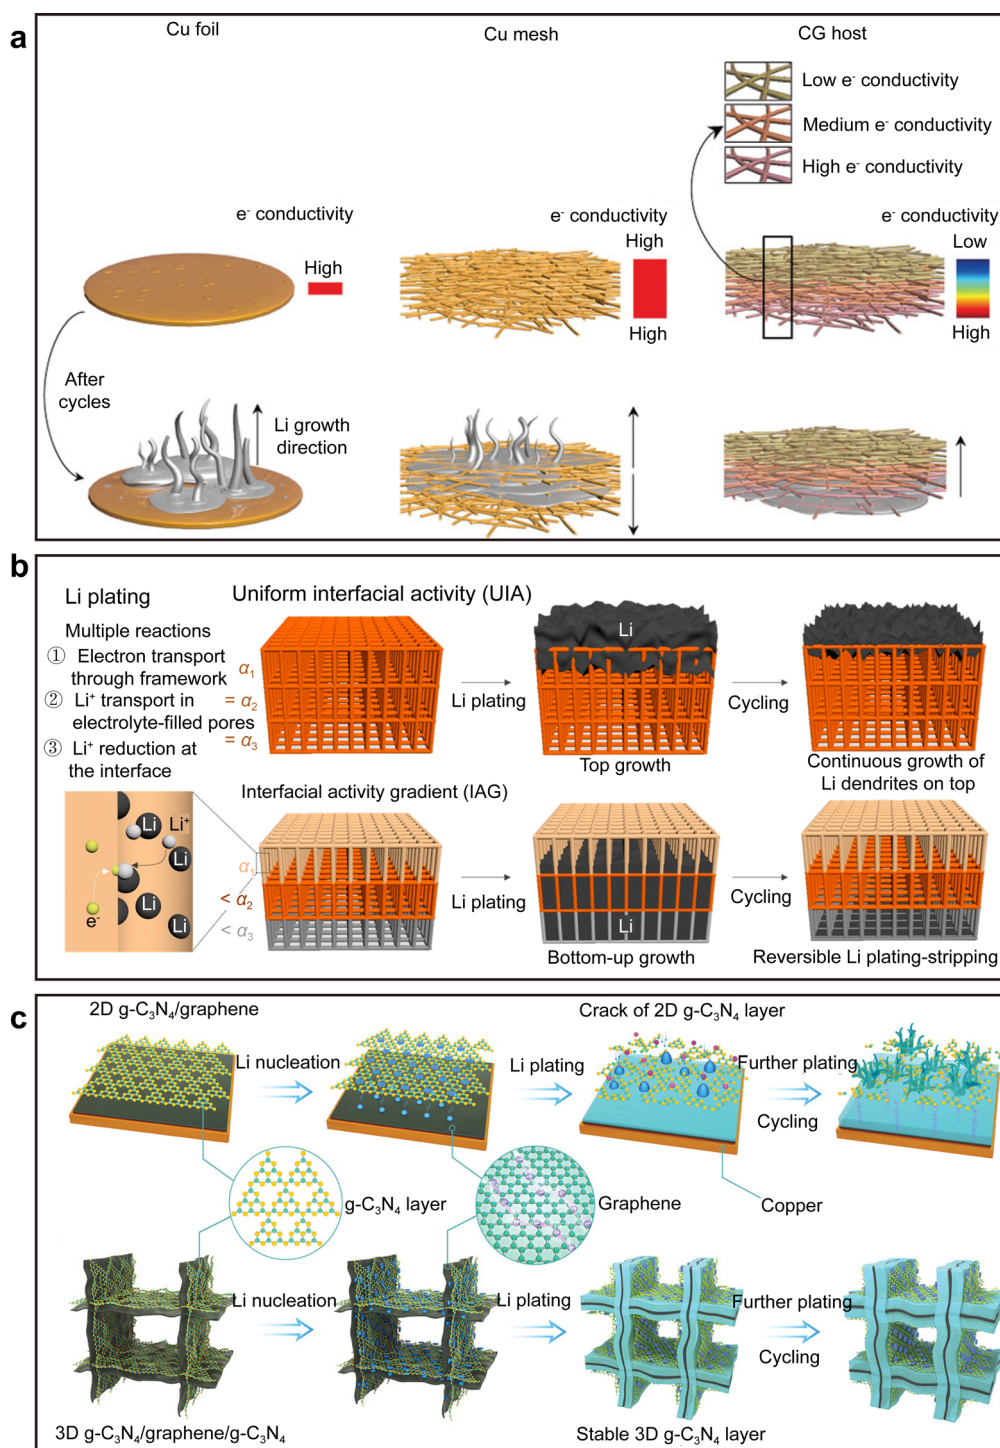 a
Cu foil
Cu mesh
CG host
Low e⁻ conductivity
Medium e⁻ conductivity
High e⁻ conductivity
e⁻ conductivity
High
e⁻ conductivity
High
High
e⁻ conductivity
Low
High
After
cycles
Li growth
direction
b
Li plating
Multiple reactions
① Electron transport
through framework
② Li⁺ transport in
electrolyte-filled pores
③ Li⁺ reduction at
the interface
Uniform interfacial activity (UIA)
α₁
= α₂
= α₃
Li plating
Li
Top growth
Cycling
Continuous growth of
Li dendrites on top
Interfacial activity gradient (IAG)
Li
Li⁺
Li
Li
Li
e⁻
α₁
< α₂
< α₃
Li plating
Li
Bottom-up growth
Cycling
Reversible Li plating-stripping
c
2D g-C₃N₄/graphene
Li nucleation
Li plating
Crack of 2D g-C₃N₄ layer
Further plating
Cycling
g-C₃N₄ layer
Graphene
Copper
Li nucleation
Li plating
Further plating
Cycling
3D g-C₃N₄/graphene/g-C₃N₄
Stable 3D g-C₃N₄ layer